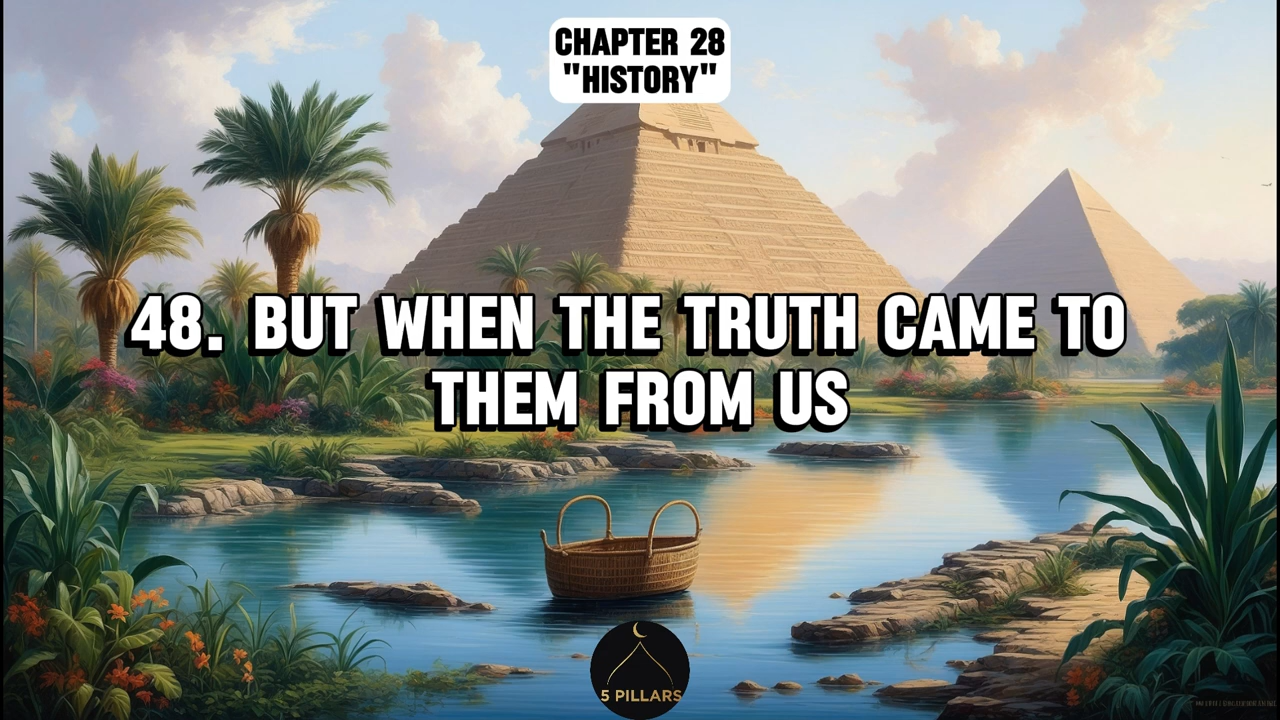 CHAPTER 28
"HISTORY"
48. BUT WHEN THE TRUTH CAME TO
THEM FROM US
5 PILLARS